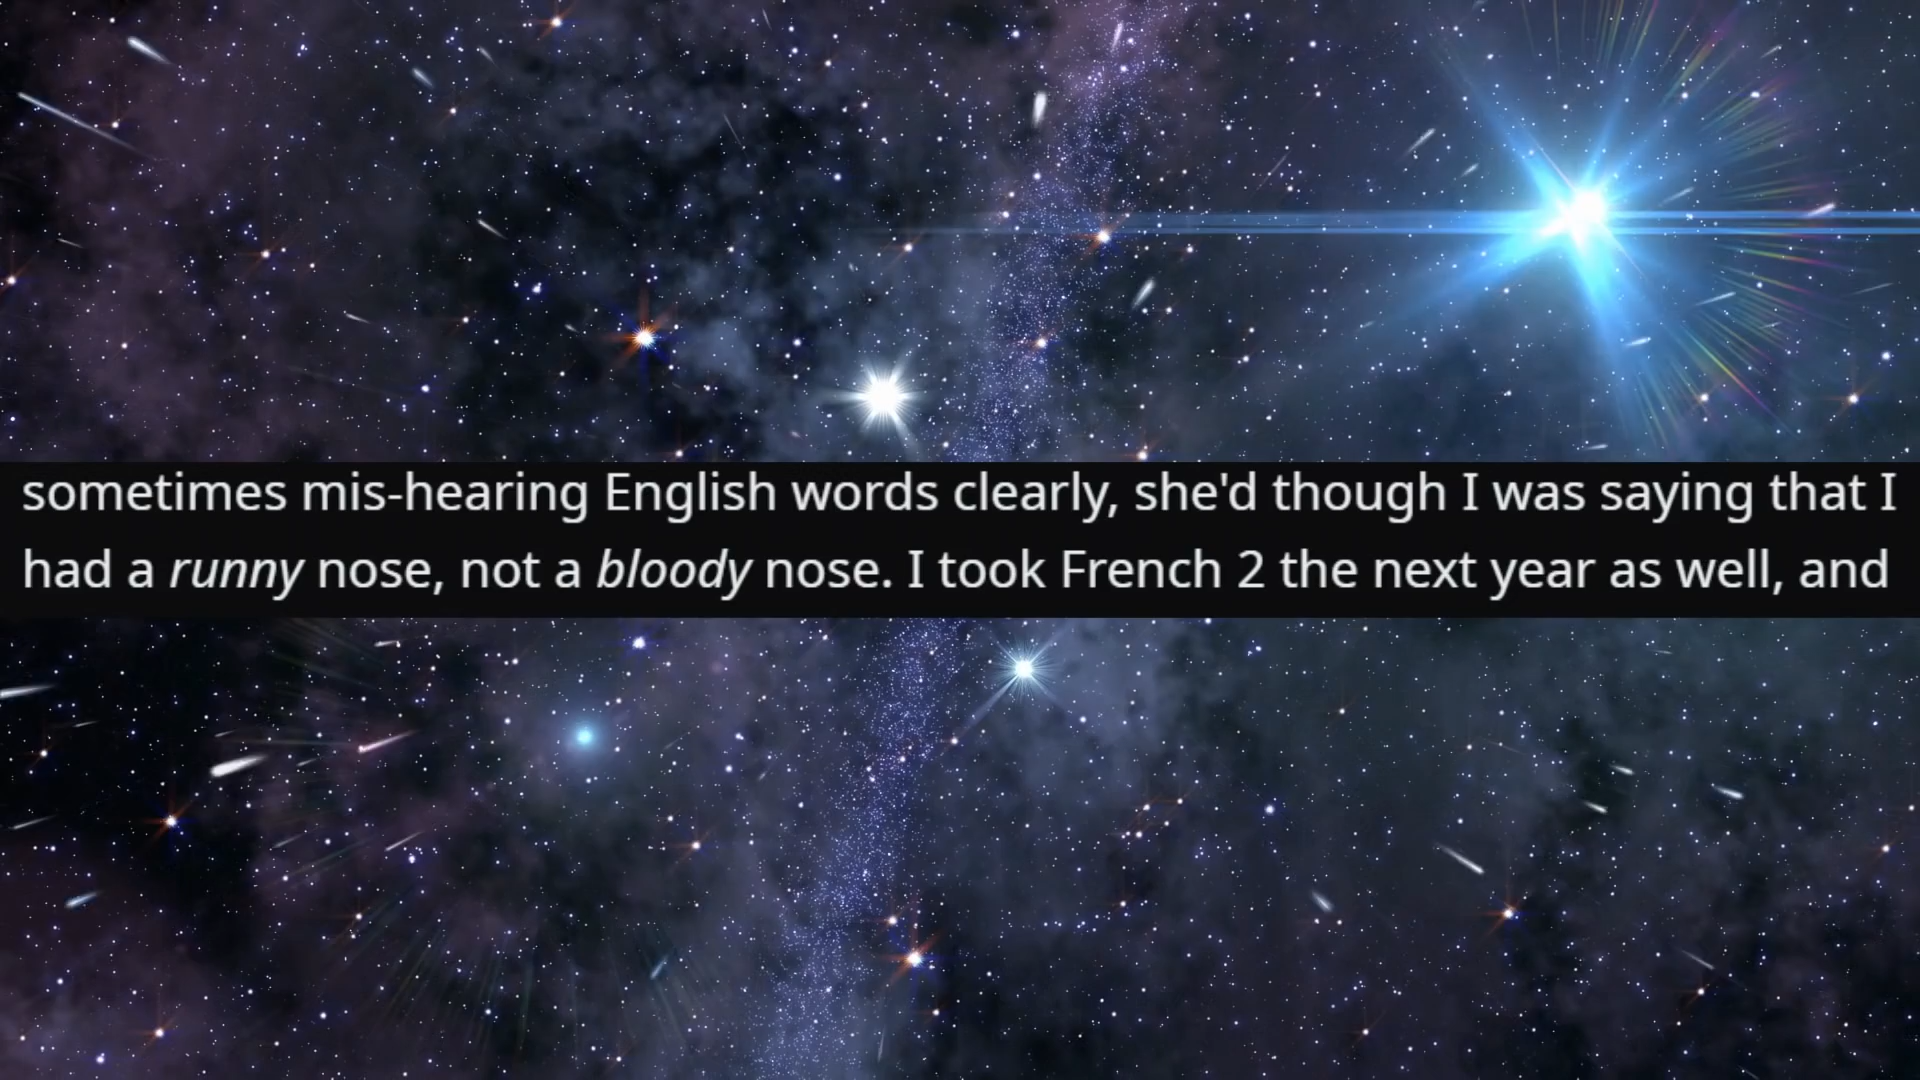 sometimes mis-hearing English words clearly, she'd though I was saying that I
had a runny nose, not a bloody nose. I took French 2 the next year as well, and